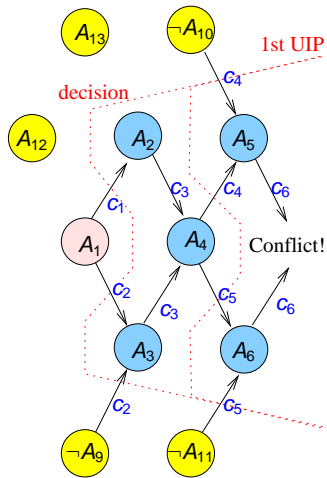 A13
¬A10
1st UIP
c4
decision
A12
A2
A5
c3
c4
c6
c1
A1
A4
Conflict!
c2
c5
c6
c3
A3
A6
c2
c5
¬A9
¬A11